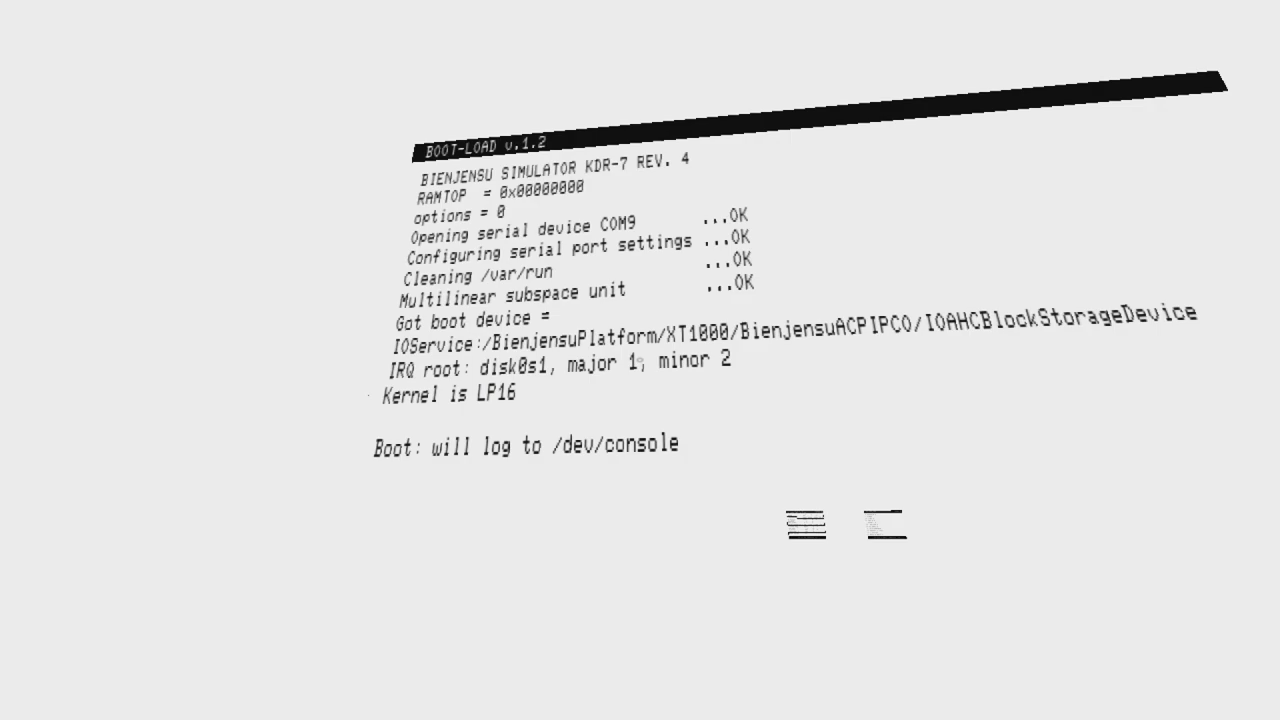 BOOT-LOAD v.1.2
BIENJENSU SIMULATOR KDR-7 REV. 4
RAMTOP = 0x00000000
options = 0
Opening serial device COM9 ...OK
Configuring serial port settings ...OK
Cleaning /var/run ...OK
Multilinear subspace unit ...OK
Got boot device =
IOService:/BienjensuPlatform/XT1000/BienjensuACPIPCO/IOAHCBlockStorageDevice
IRQ root: disk0s1, major 1, minor 2
Kernel is LP16
Boot: will log to /dev/console